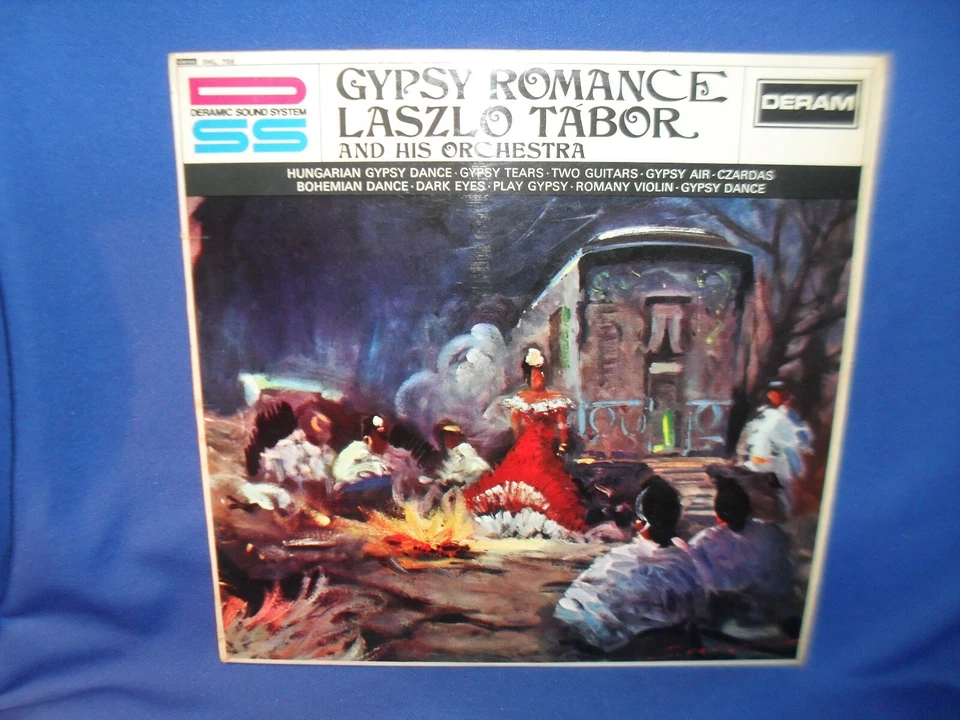 GYPSY ROMANCE
LASZLO TÁBOR
AND HIS ORCHESTRA
DSS
DERAMIC SOUND SYSTEM
DERAM
HUNGARIAN GYPSY DANCE · GYPSY TEARS · TWO GUITARS · GYPSY AIR · CZARDAS
BOHEMIAN DANCE · DARK EYES · PLAY GYPSY · ROMANY VIOLIN · GYPSY DANCE